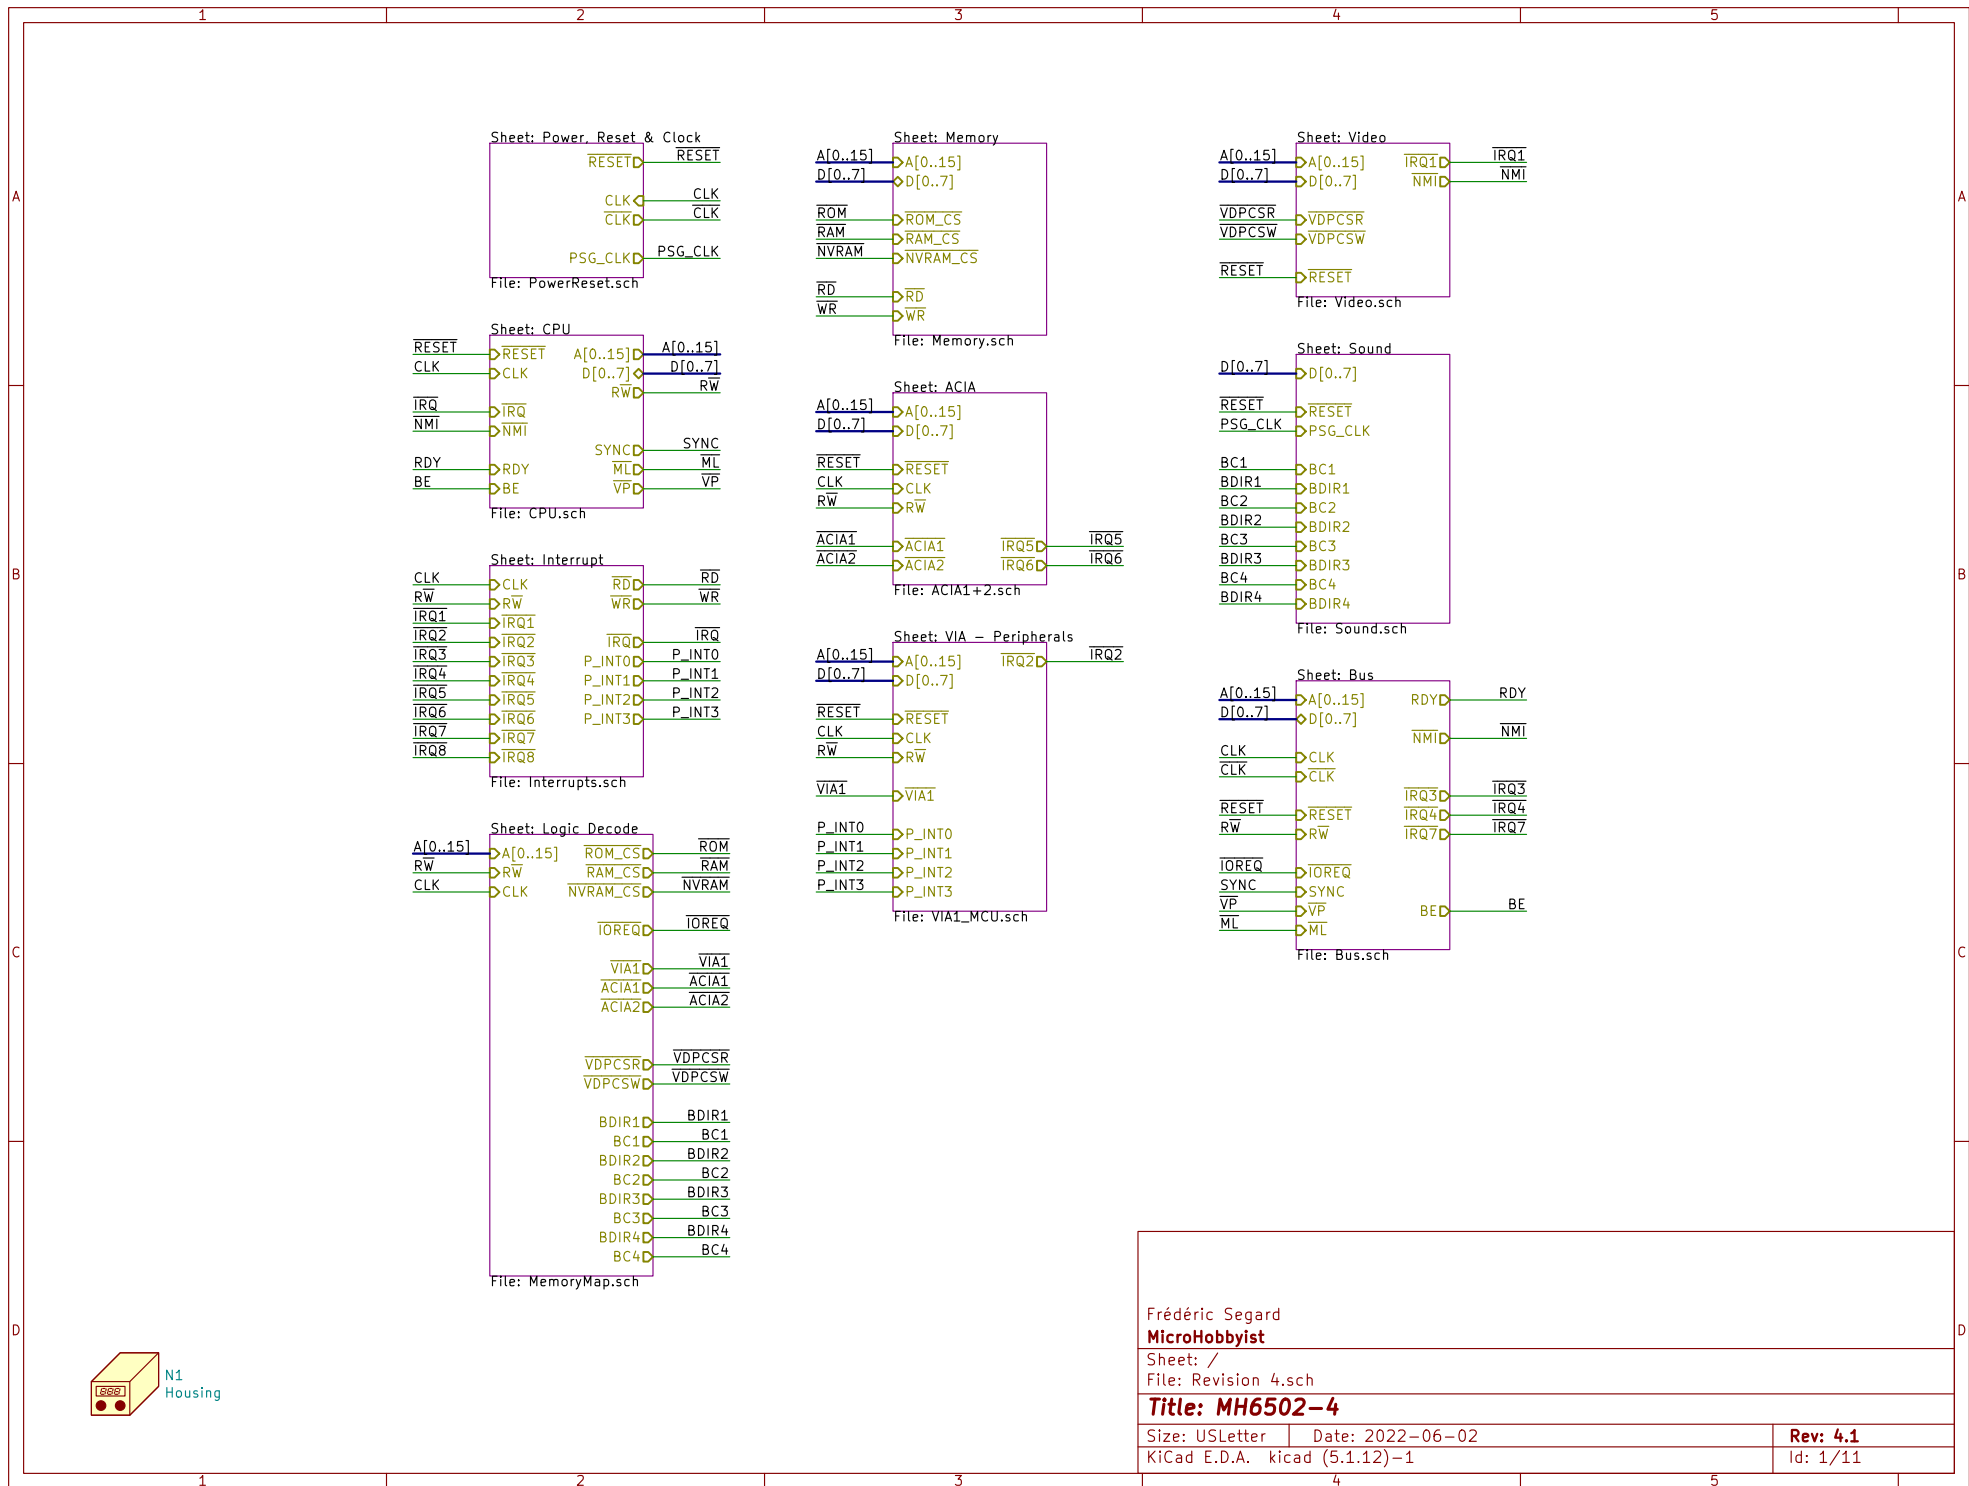 1 2 3 4 5
A A
B B
C C
D D
1 2 3 4 5
Sheet: Power, Reset & Clock
RESET RESET
CLK CLK
CLK CLK
PSG_CLK PSG_CLK
File: PowerReset.sch
Sheet: CPU
RESET RESET A[0..15] A[0..15]
CLK CLK D[0..7] D[0..7]
RW RW
IRQ IRQ
NMI NMI
SYNC SYNC
RDY RDY ML ML
BE BE VP VP
File: CPU.sch
Sheet: Interrupt
CLK CLK RD RD
RW RW WR WR
IRQ1 IRQ1
IRQ2 IRQ2 IRQ IRQ
IRQ3 IRQ3 P_INT0 P_INT0
IRQ4 IRQ4 P_INT1 P_INT1
IRQ5 IRQ5 P_INT2 P_INT2
IRQ6 IRQ6 P_INT3 P_INT3
IRQ7 IRQ7
IRQ8 IRQ8
File: Interrupts.sch
Sheet: Logic Decode
A[0..15] A[0..15] ROM_CS ROM
RW RW RAM_CS RAM
CLK CLK NVRAM_CS NVRAM
IOREQ IOREQ
VIA1 VIA1
ACIA1 ACIA1
ACIA2 ACIA2
VDPCSR VDPCSR
VDPCSW VDPCSW
BDIR1 BDIR1
BC1 BC1
BDIR2 BDIR2
BC2 BC2
BDIR3 BDIR3
BC3 BC3
BDIR4 BDIR4
BC4 BC4
File: MemoryMap.sch
Sheet: Memory
A[0..15] A[0..15]
D[0..7] D[0..7]
ROM ROM_CS
RAM RAM_CS
NVRAM NVRAM_CS
RD RD
WR WR
File: Memory.sch
Sheet: ACIA
A[0..15] A[0..15]
D[0..7] D[0..7]
RESET RESET
CLK CLK
RW RW
ACIA1 ACIA1 IRQ5 IRQ5
ACIA2 ACIA2 IRQ6 IRQ6
File: ACIA1+2.sch
Sheet: VIA - Peripherals
A[0..15] A[0..15] IRQ2 IRQ2
D[0..7] D[0..7]
RESET RESET
CLK CLK
RW RW
VIA1 VIA1
P_INT0 P_INT0
P_INT1 P_INT1
P_INT2 P_INT2
P_INT3 P_INT3
File: VIA1_MCU.sch
Sheet: Video
A[0..15] A[0..15] IRQ1 IRQ1
D[0..7] D[0..7] NMI NMI
VDPCSR VDPCSR
VDPCSW VDPCSW
RESET RESET
File: Video.sch
Sheet: Sound
D[0..7] D[0..7]
RESET RESET
PSG_CLK PSG_CLK
BC1 BC1
BDIR1 BDIR1
BC2 BC2
BDIR2 BDIR2
BC3 BC3
BDIR3 BDIR3
BC4 BC4
BDIR4 BDIR4
File: Sound.sch
Sheet: Bus
A[0..15] A[0..15] RDY RDY
D[0..7] D[0..7]
NMI NMI
CLK CLK
CLK CLK
IRQ3 IRQ3
RESET RESET IRQ4 IRQ4
RW RW IRQ7 IRQ7
IOREQ IOREQ
SYNC SYNC
VP VP BE BE
ML ML
File: Bus.sch
888
N1
Housing
Frédéric Segard
MicroHobbyist
Sheet: /
File: Revision 4.sch
Title: MH6502-4
Size: USLetter Date: 2022-06-02 Rev: 4.1
KiCad E.D.A. kicad (5.1.12)-1 Id: 1/11